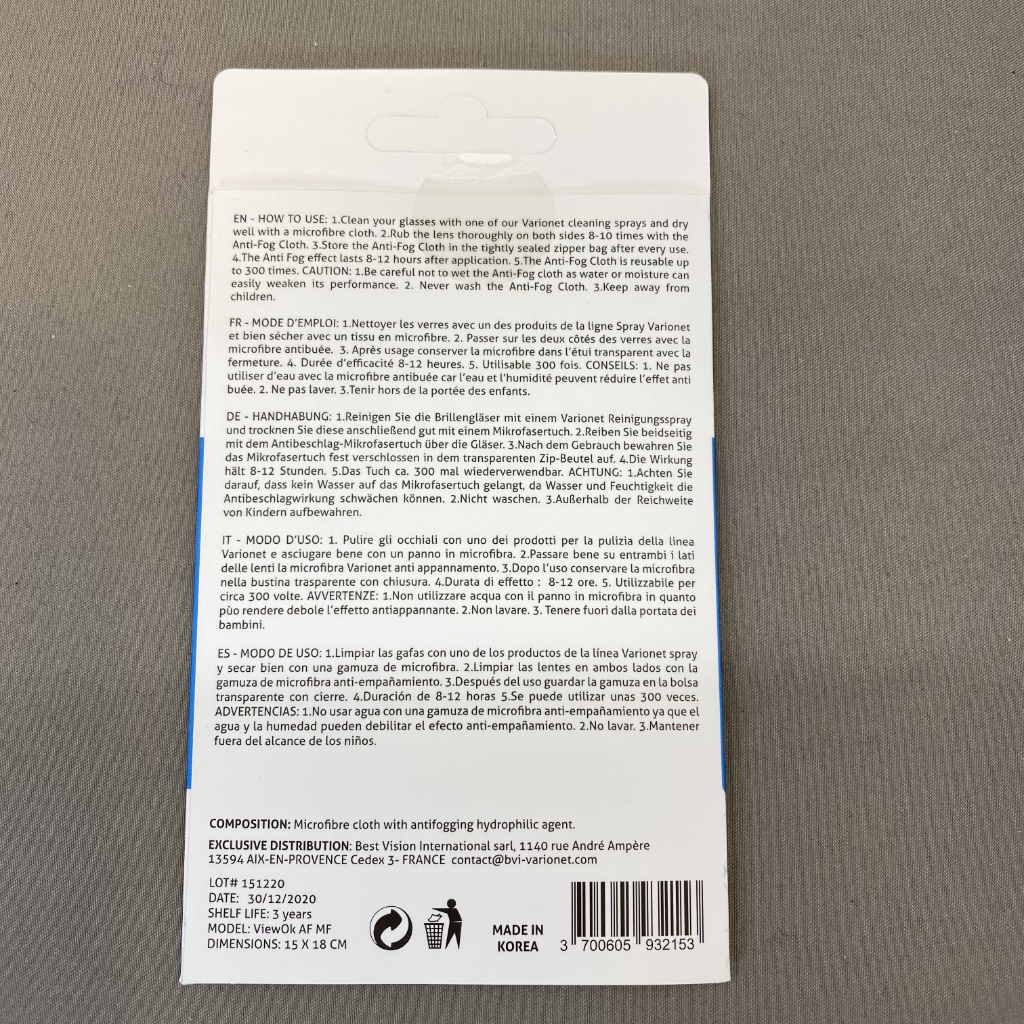 EN - HOW TO USE: 1.Clean your glasses with one of our Varionet cleaning sprays and dry
well with a microfibre cloth. 2.Rub the lens thoroughly on both sides 8-10 times with the
Anti-Fog Cloth. 3.Store the Anti-Fog Cloth in the tightly sealed zipper bag after every use.
4.The Anti Fog effect lasts 8-12 hours after application. 5.The Anti-Fog Cloth is reusable up
to 300 times. CAUTION: 1.Be careful not to wet the Anti-Fog cloth as water or moisture can
easily weaken its performance. 2. Never wash the Anti-Fog Cloth. 3.Keep away from
children.
FR - MODE D'EMPLOI: 1.Nettoyer les verres avec un des produits de la ligne Spray Varionet
et bien sécher avec un tissu en microfibre. 2. Passer sur les deux côtés des verres avec la
microfibre antibuée. 3. Après usage conserver la microfibre dans l'étui transparent avec la
fermeture. 4. Durée d'efficacité 8-12 heures. 5. Utilisable 300 fois. CONSEILS: 1. Ne pas
utiliser d'eau avec la microfibre antibuée car l'eau et l'humidité peuvent réduire l'effet anti
buée. 2. Ne pas laver. 3.Tenir hors de la portée des enfants.
DE - HANDHABUNG: 1.Reinigen Sie die Brillengläser mit einem Varionet Reinigungsspray
und trocknen Sie diese anschließend gut mit einem Mikrofasertuch. 2.Reiben Sie beidseitig
mit dem Antibeschlag-Mikrofasertuch über die Gläser. 3.Nach dem Gebrauch bewahren Sie
das Mikrofasertuch fest verschlossen in dem transparenten Zip-Beutel auf. 4.Die Wirkung
hält 8-12 Stunden. 5.Das Tuch ca. 300 mal wiederverwendbar. ACHTUNG: 1.Achten Sie
darauf, dass kein Wasser auf das Mikrofasertuch gelangt, da Wasser und Feuchtigkeit die
Antibeschlagwirkung schwächen können. 2.Nicht waschen. 3.Außerhalb der Reichweite
von Kindern aufbewahren.
IT - MODO D'USO: 1. Pulire gli occhiali con uno dei prodotti per la pulizia della linea
Varionet e asciugare bene con un panno in microfibra. 2.Passare bene su entrambi i lati
delle lenti la microfibra Varionet anti appannamento. 3.Dopo l'uso conservare la microfibra
nella bustina trasparente con chiusura. 4.Durata di effetto : 8-12 ore. 5. Utilizzabile per
circa 300 volte. AVVERTENZE: 1.Non utilizzare acqua con il panno in microfibra in quanto
pùo rendere debole l'effetto antiappannante. 2.Non lavare. 3. Tenere fuori dalla portata dei
bambini.
ES - MODO DE USO: 1.Limpiar las gafas con uno de los productos de la línea Varionet spray
y secar bien con una gamuza de microfibra. 2.Limpiar las lentes en ambos lados con la
gamuza de microfibra anti-empañamiento. 3.Después del uso guardar la gamuza en la bolsa
transparente con cierre. 4.Duración de 8-12 horas 5.Se puede utilizar unas 300 veces.
ADVERTENCIAS: 1.No usar agua con una gamuza de microfibra anti-empañamiento ya que el
agua y la humedad pueden debilitar el efecto anti-empañamiento. 2.No lavar. 3.Mantener
fuera del alcance de los niños.
COMPOSITION: Microfibre cloth with antifogging hydrophilic agent.
EXCLUSIVE DISTRIBUTION: Best Vision International sarl, 1140 rue André Ampère
13594 AIX-EN-PROVENCE Cedex 3- FRANCE contact@bvi-varionet.com
LOT# 151220
DATE: 30/12/2020
SHELF LIFE: 3 years
MODEL: ViewOk AF MF
DIMENSIONS: 15 X 18 CM
MADE IN
KOREA
3 700605 932153